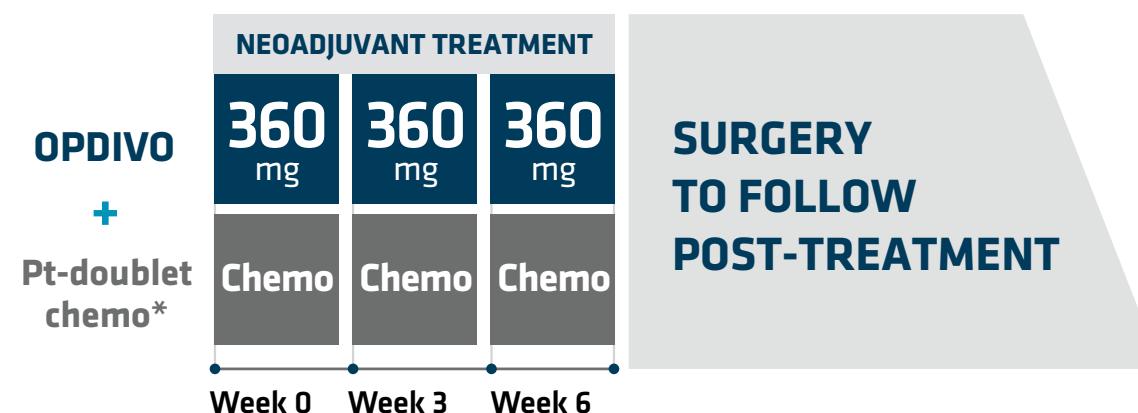 NEOADJUVANT TREATMENT
OPDIVO
+
Pt-doublet
chemo*
360 360 360
mg mg mg
Chemo Chemo Chemo
Week 0 Week 3 Week 6
SURGERY
TO FOLLOW
POST-TREATMENT